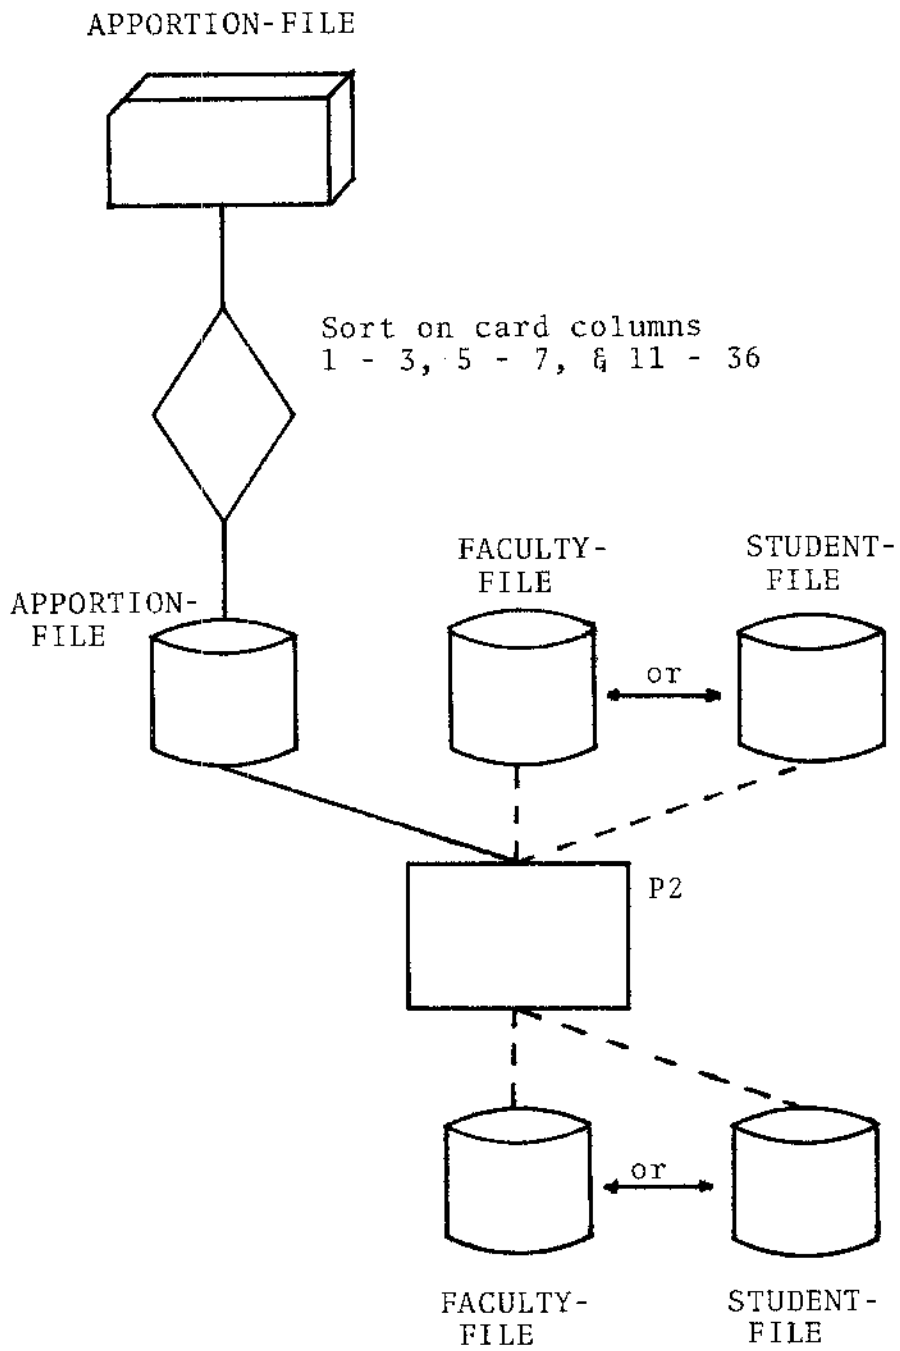 APPORTION-FILE
Sort on card columns
1 - 3, 5 - 7, & 11 - 36
FACULTY-
FILE
STUDENT-
FILE
APPORTION-
FILE
or
P2
or
FACULTY-
FILE
STUDENT-
FILE